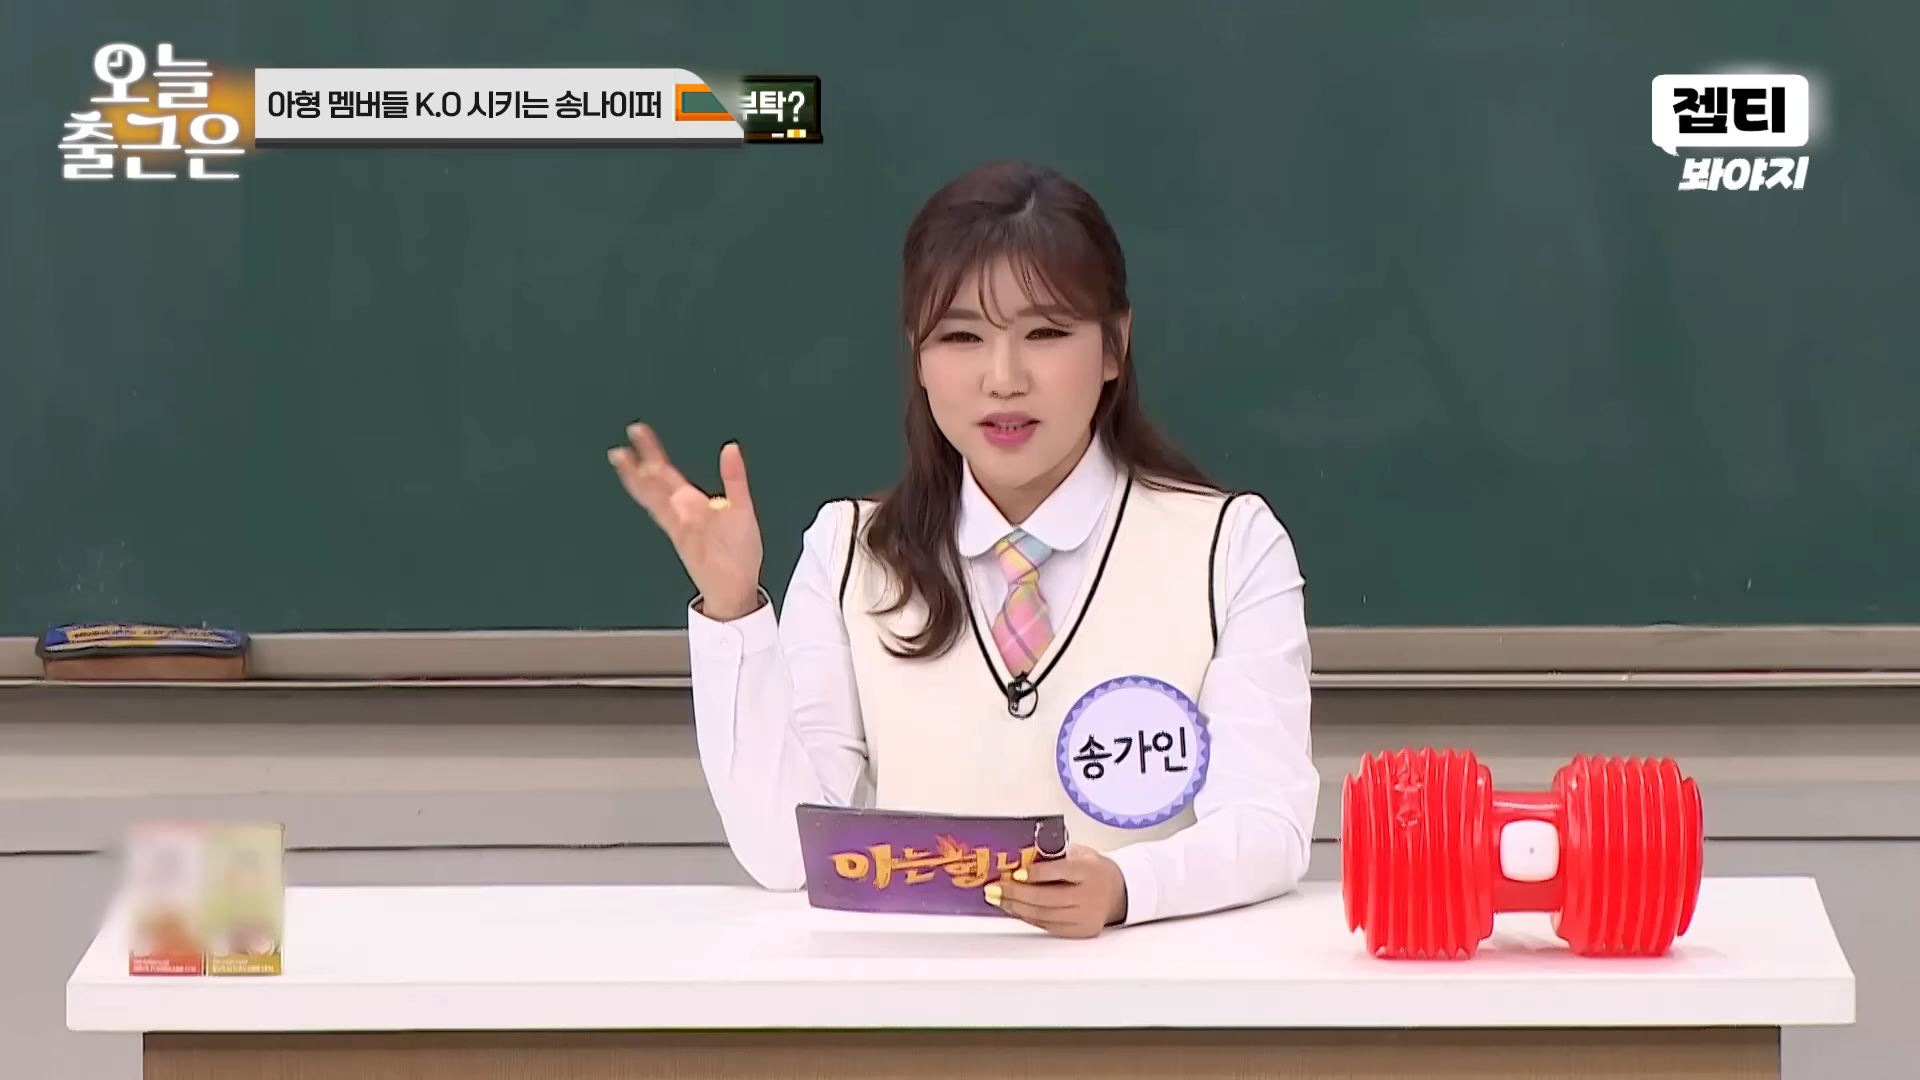 오늘
출근은
아형 멤버들 K.O 시키는 송나이퍼
부탁?
젭티
봐야지
송가인
아는형님